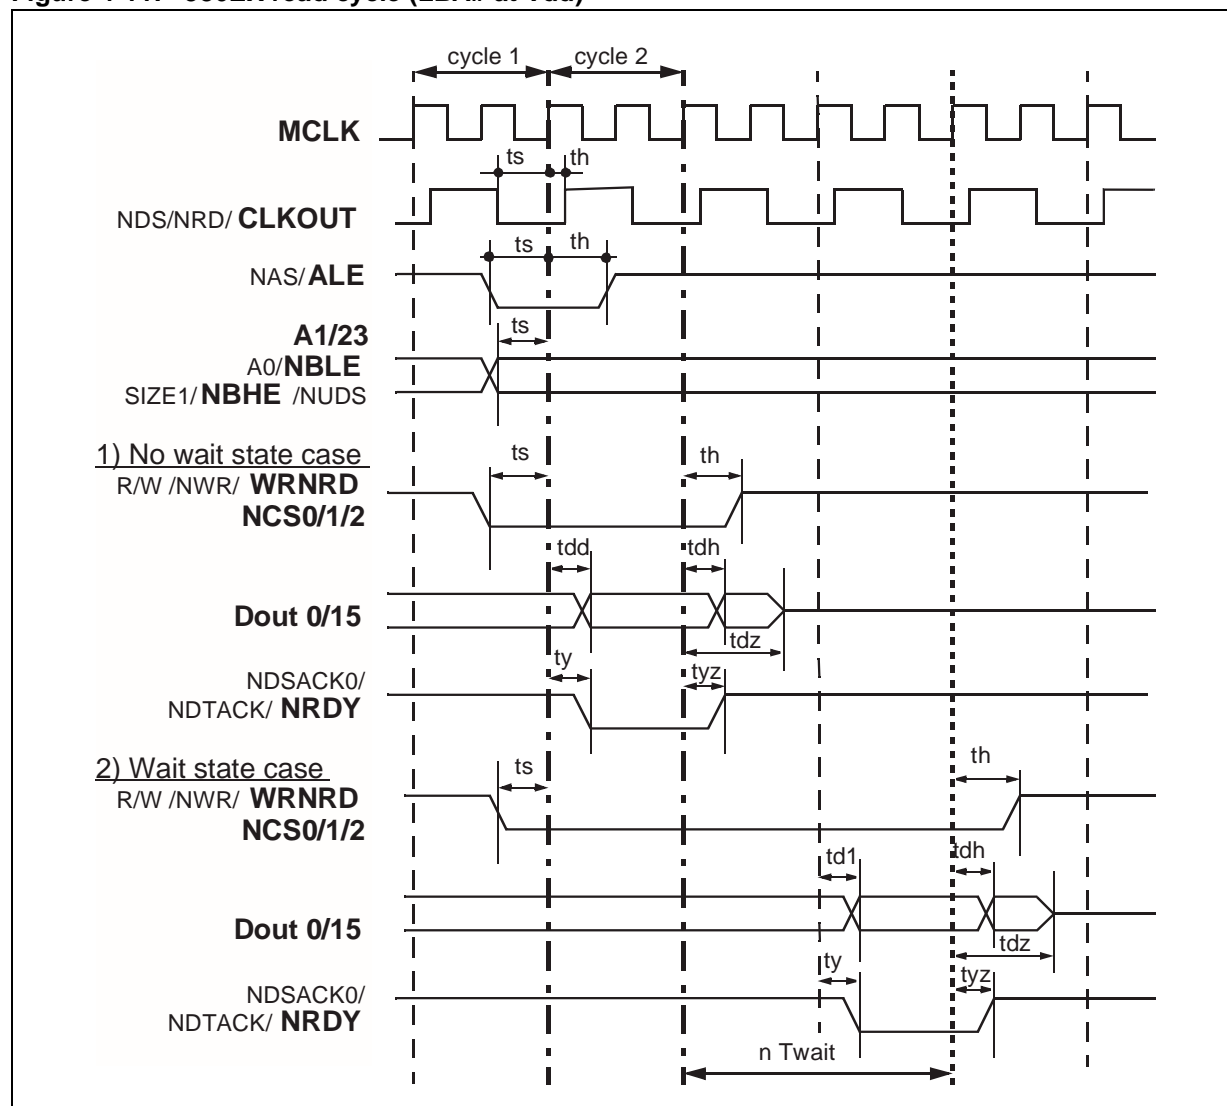 cycle 1 cycle 2
MCLK
ts th
NDS/NRD/ CLKOUT
ts th
NAS/ALE
ts
A1/23
A0/NBLE
SIZE1/NBHE /NUDS
1) No wait state case
ts th
R/W /NWR/ WRNRD
NCS0/1/2
tdd tdh
Dout 0/15
tdz
ty tyz
NDSACK0/
NDTACK/ NRDY
2) Wait state case
ts th
R/W /NWR/ WRNRD
NCS0/1/2
td1 tdh
Dout 0/15
tdz
ty tyz
NDSACK0/
NDTACK/ NRDY
n Twait